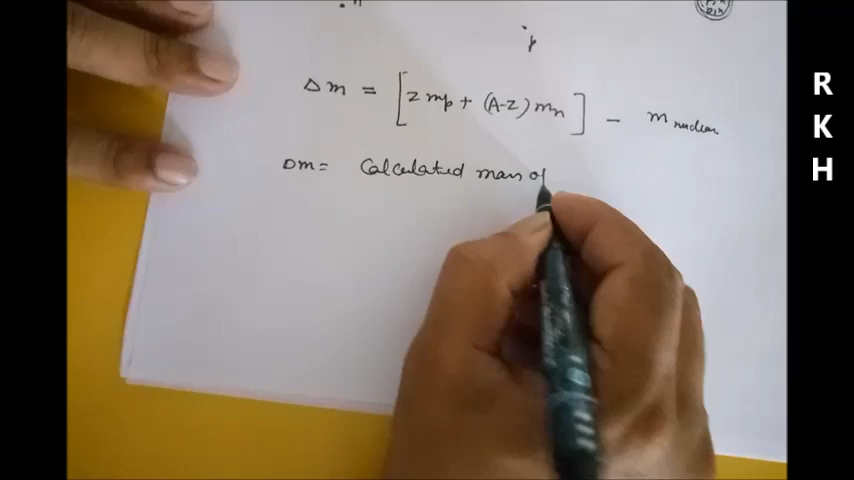 Δm = [Z mp + (A-Z) mn] - m nuclear
Δm = Calculated mass of
R
K
H